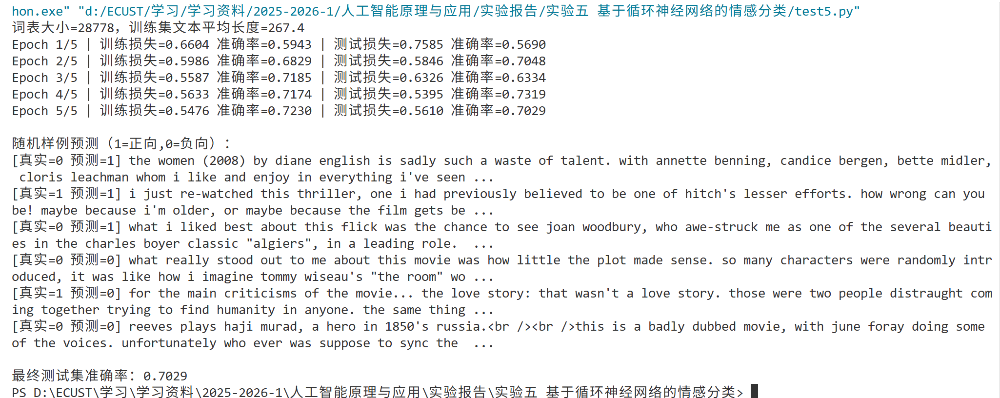 hon.exe" "d:/ECUST/学习/学习资料/2025-2026-1/人工智能原理与应用/实验报告/实验五 基于循环神经网络的情感分类/test5.py"
词表大小=28778，训练集文本平均长度=267.4
Epoch 1/5 | 训练损失=0.6604 准确率=0.5943 | 测试损失=0.7585 准确率=0.5690
Epoch 2/5 | 训练损失=0.5986 准确率=0.6829 | 测试损失=0.5846 准确率=0.7048
Epoch 3/5 | 训练损失=0.5587 准确率=0.7185 | 测试损失=0.6326 准确率=0.6334
Epoch 4/5 | 训练损失=0.5633 准确率=0.7174 | 测试损失=0.5395 准确率=0.7319
Epoch 5/5 | 训练损失=0.5476 准确率=0.7230 | 测试损失=0.5610 准确率=0.7029
随机样例预测（1=正向,0=负向）：
[真实=0 预测=1] the women (2008) by diane english is sadly such a waste of talent. with annette benning, candice bergen, bette midler,
cloris leachman whom i like and enjoy in everything i've seen ...
[真实=1 预测=1] i just re-watched this thriller, one i had previously believed to be one of hitch's lesser efforts. how wrong can you
be! maybe because i'm older, or maybe because the film gets be ...
[真实=0 预测=1] what i liked best about this flick was the chance to see joan woodbury, who awe-struck me as one of the several beauti
es in the charles boyer classic "algiers", in a leading role.  ...
[真实=0 预测=0] what really stood out to me about this movie was how little the plot made sense. so many characters were randomly intr
oduced, it was like how i imagine tommy wiseau's "the room" wo ...
[真实=1 预测=0] for the main criticisms of the movie... the love story: that wasn't a love story. those were two people distraught com
ing together trying to find humanity in anyone. the same thing ...
[真实=0 预测=0] reeves plays haji murad, a hero in 1850's russia.<br /><br />this is a badly dubbed movie, with june foray doing some
of the voices. unfortunately who ever was suppose to sync the  ...
最终测试集准确率：0.7029
PS D:\ECUST\学习\学习资料\2025-2026-1\人工智能原理与应用\实验报告\实验五 基于循环神经网络的情感分类>